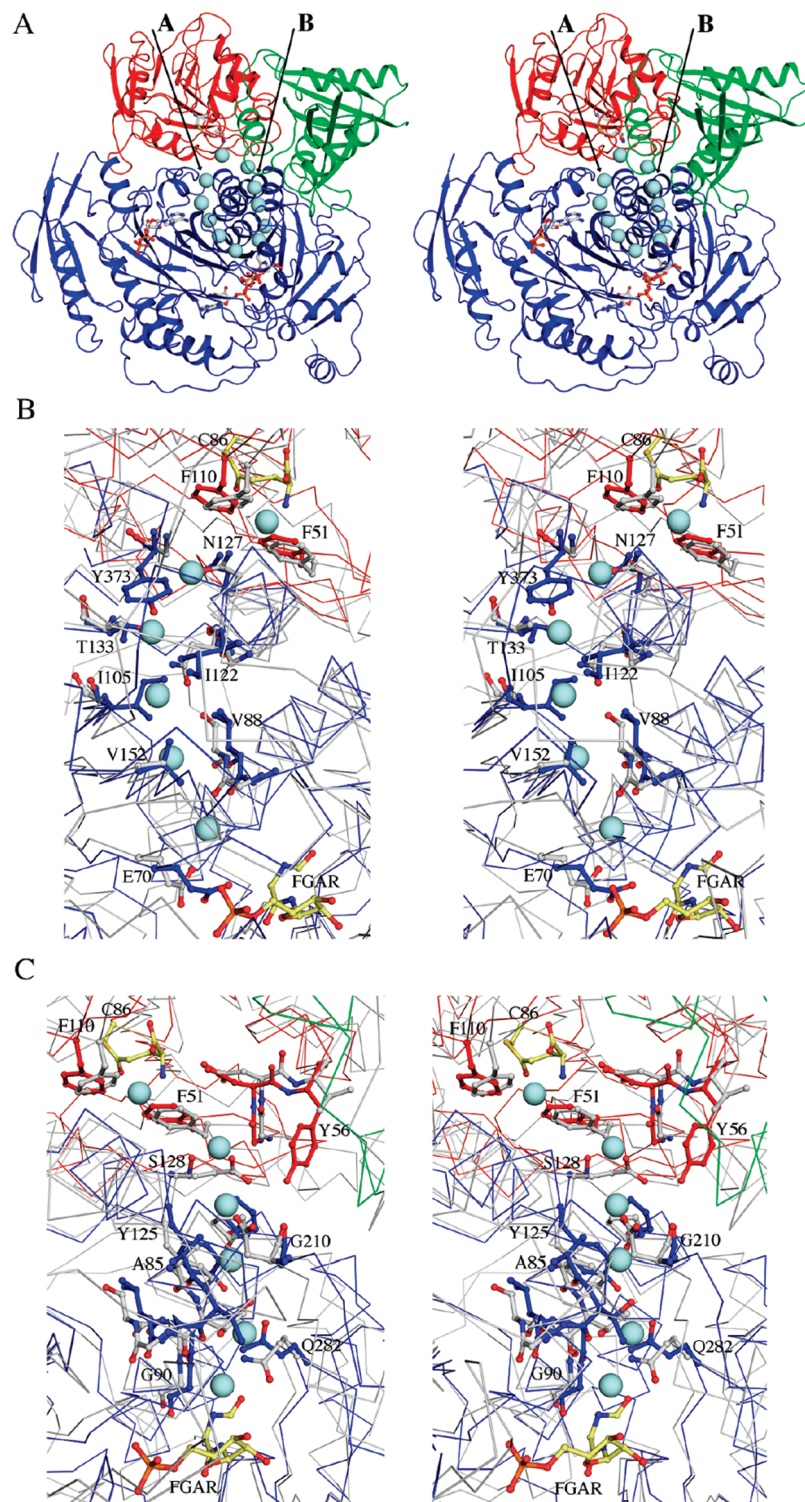 A
A B A B
B
C86 C86
F110 F110
F51 F51
N127 N127
Y373 Y373
T133 T133
I122 I122
I105 I105
V88 V88
V152 V152
E70 E70
FGAR FGAR
C
C86 C86
F110 F110
F51 F51
Y56 Y56
S128 S128
Y125 Y125
G210 G210
A85 A85
Q282 Q282
G90 G90
FGAR FGAR